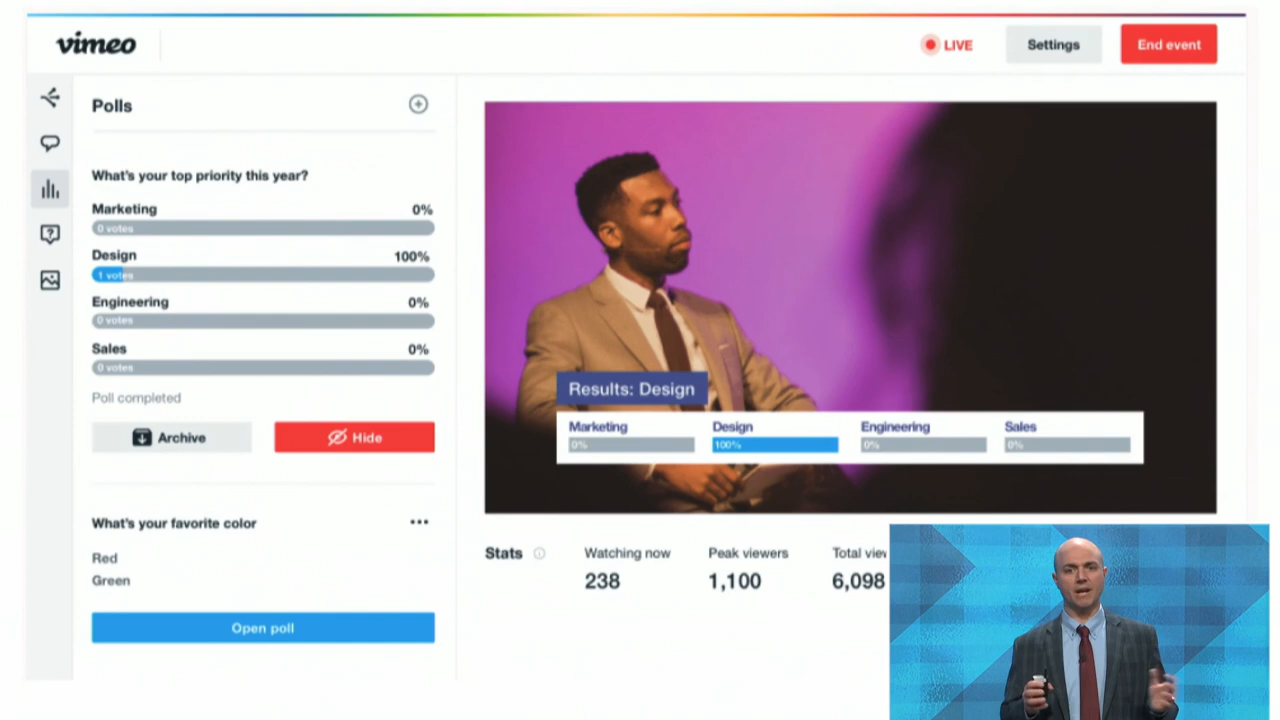 vimeo
LIVE
Settings
End event
Polls
What's your top priority this year?
Marketing 0%
0 votes
Design 100%
1 votes
Engineering 0%
0 votes
Sales 0%
0 votes
Poll completed
Archive
Hide
What's your favorite color
Red
Green
Open poll
Results: Design
Marketing Design Engineering Sales
0% 100% 0% 0%
Stats Watching now Peak viewers Total
238 1,100 6,098